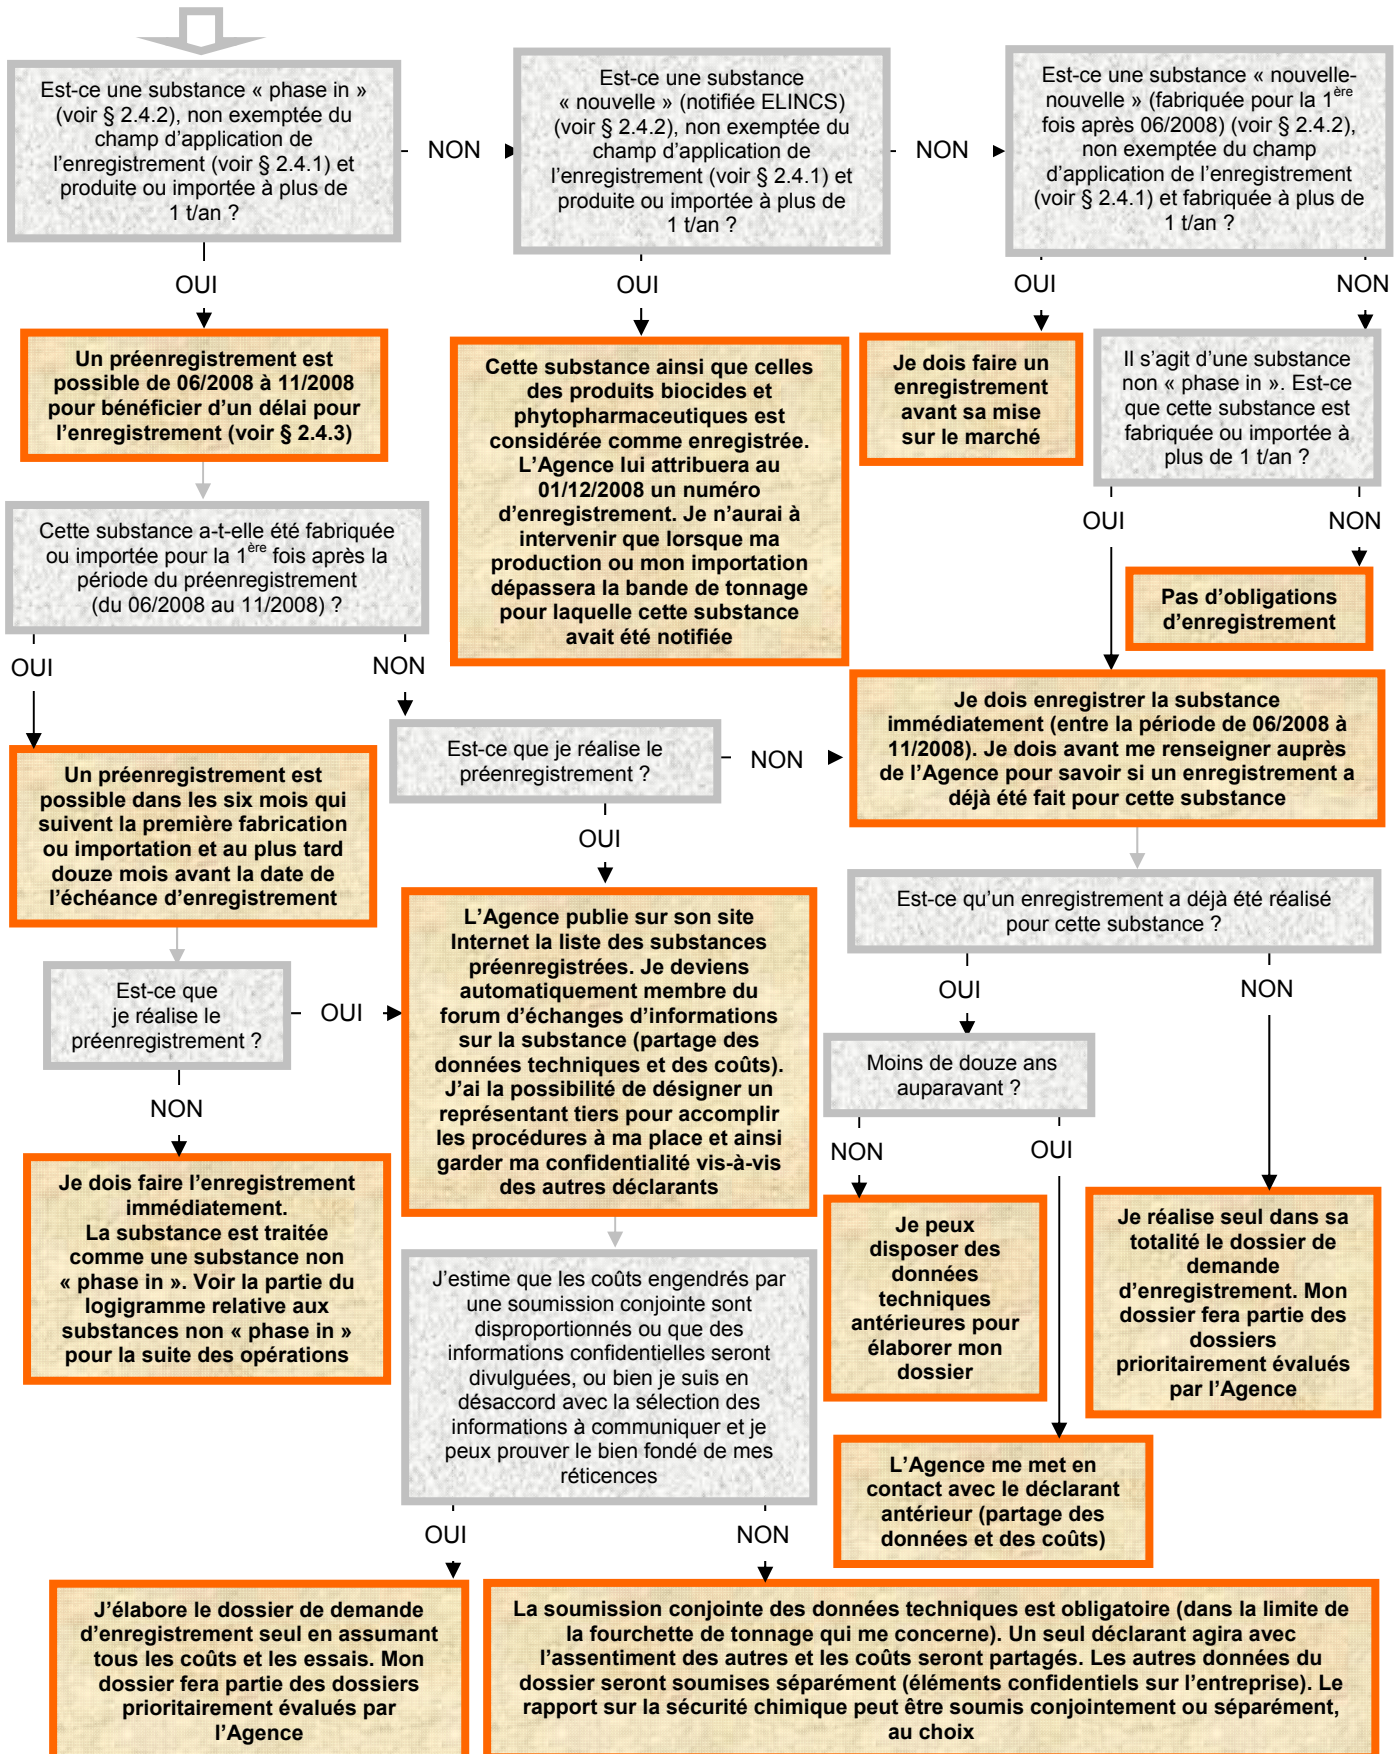 Est-ce une substance « phase in »
(voir § 2.4.2), non exemptée du
champ d’application de
l’enregistrement (voir § 2.4.1) et
produite ou importée à plus de
1 t/an ?
NON
Est-ce une substance
« nouvelle » (notifiée ELINCS)
(voir § 2.4.2), non exemptée du
champ d’application de
l’enregistrement (voir § 2.4.1) et
produite ou importée à plus de
1 t/an ?
NON
Est-ce une substance « nouvelle-
nouvelle » (fabriquée pour la 1ère
fois après 06/2008) (voir § 2.4.2),
non exemptée du champ
d’application de l’enregistrement
(voir § 2.4.1) et fabriquée à plus de
1 t/an ?
OUI
OUI
OUI
NON
Un préenregistrement est
possible de 06/2008 à 11/2008
pour bénéficier d’un délai pour
l’enregistrement (voir § 2.4.3)
Cette substance ainsi que celles
des produits biocides et
phytopharmaceutiques est
considérée comme enregistrée.
L’Agence lui attribuera au
01/12/2008 un numéro
d’enregistrement. Je n’aurai à
intervenir que lorsque ma
production ou mon importation
dépassera la bande de tonnage
pour laquelle cette substance
avait été notifiée
Je dois faire un
enregistrement
avant sa mise
sur le marché
Il s’agit d’une substance
non « phase in ». Est-ce
que cette substance est
fabriquée ou importée à
plus de 1 t/an ?
OUI
NON
Pas d’obligations
d’enregistrement
Cette substance a-t-elle été fabriquée
ou importée pour la 1ère fois après la
période du préenregistrement
(du 06/2008 au 11/2008) ?
OUI
NON
Est-ce que je réalise le
préenregistrement ?
NON
Je dois enregistrer la substance
immédiatement (entre la période de 06/2008 à
11/2008). Je dois avant me renseigner auprès
de l’Agence pour savoir si un enregistrement a
déjà été fait pour cette substance
Un préenregistrement est
possible dans les six mois qui
suivent la première fabrication
ou importation et au plus tard
douze mois avant la date de
l’échéance d’enregistrement
OUI
Est-ce que
je réalise le
préenregistrement ?
OUI
L’Agence publie sur son site
Internet la liste des substances
préenregistrées. Je deviens
automatiquement membre du
forum d’échanges d’informations
sur la substance (partage des
données techniques et des coûts).
J’ai la possibilité de désigner un
représentant tiers pour accomplir
les procédures à ma place et ainsi
garder ma confidentialité vis-à-vis
des autres déclarants
Est-ce qu’un enregistrement a déjà été réalisé
pour cette substance ?
OUI
NON
Moins de douze ans
auparavant ?
NON
OUI
NON
Je dois faire l’enregistrement
immédiatement.
La substance est traitée
comme une substance non
« phase in ». Voir la partie du
logigramme relative aux
substances non « phase in »
pour la suite des opérations
Je peux
disposer des
données
techniques
antérieures pour
élaborer mon
dossier
Je réalise seul dans sa
totalité le dossier de
demande
d’enregistrement. Mon
dossier fera partie des
dossiers
prioritairement évalués
par l’Agence
J’estime que les coûts engendrés par
une soumission conjointe sont
disproportionnés ou que des
informations confidentielles seront
divulguées, ou bien je suis en
désaccord avec la sélection des
informations à communiquer et je
peux prouver le bien fondé de mes
réticences
L’Agence me met en
contact avec le déclarant
antérieur (partage des
données et des coûts)
OUI
NON
J’élabore le dossier de demande
d’enregistrement seul en assumant
tous les coûts et les essais. Mon
dossier fera partie des dossiers
prioritairement évalués par
l’Agence
La soumission conjointe des données techniques est obligatoire (dans la limite de
la fourchette de tonnage qui me concerne). Un seul déclarant agira avec
l’assentiment des autres et les coûts seront partagés. Les autres données du
dossier seront soumises séparément (éléments confidentiels sur l’entreprise). Le
rapport sur la sécurité chimique peut être soumis conjointement ou séparément,
au choix